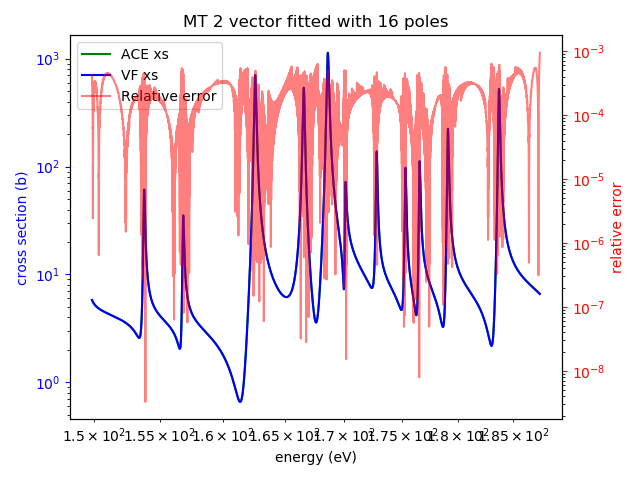 MT 2 vector fitted with 16 poles
ACE xs
VF xs
Relative error
cross section (b)
10³
10²
10¹
10⁰
10⁻³
10⁻⁴
10⁻⁵
10⁻⁶
10⁻⁷
10⁻⁸
relative error
1.5 × 10² 1.55 × 10² 1.6 × 10² 1.65 × 10² 1.7 × 10² 1.75 × 10² 1.8 × 10² 1.85 × 10²
energy (eV)